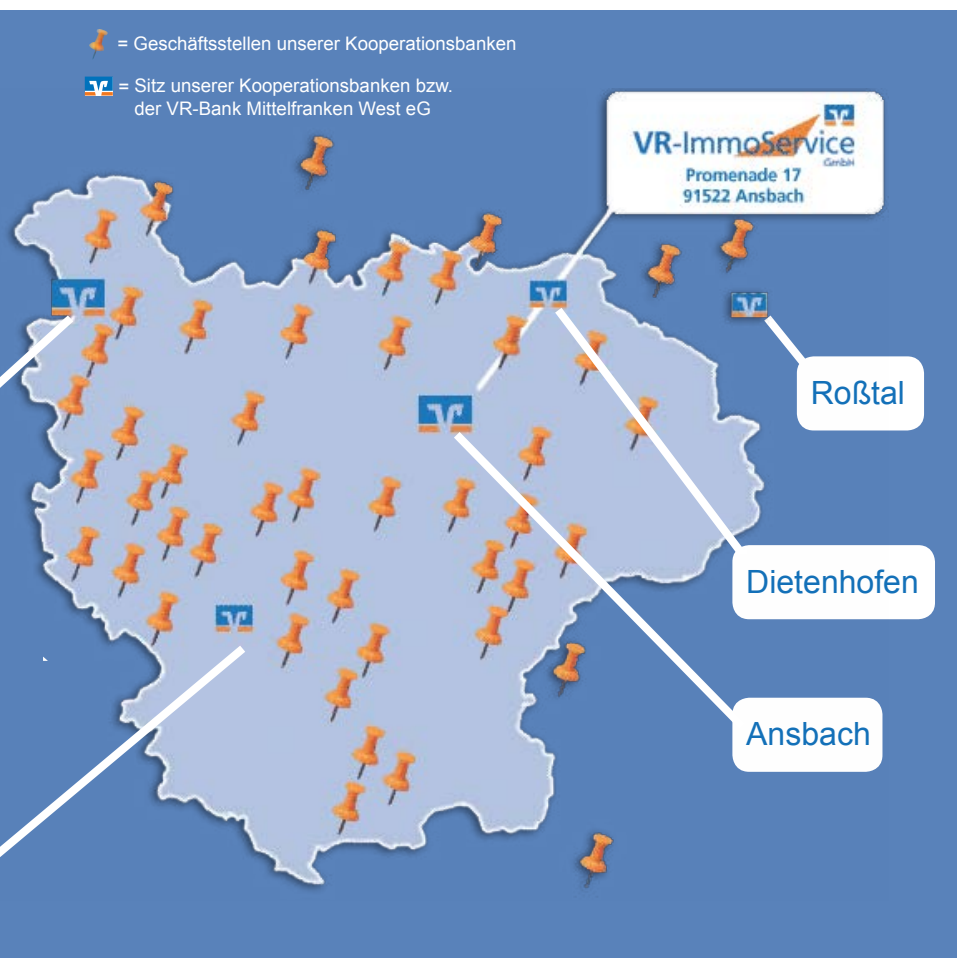 = Geschäftsstellen unserer Kooperationsbanken
= Sitz unserer Kooperationsbanken bzw.
der VR-Bank Mittelfranken West eG
VR-ImmoService
GmbH
Promenade 17
91522 Ansbach
Roßtal
Dietenhofen
Ansbach